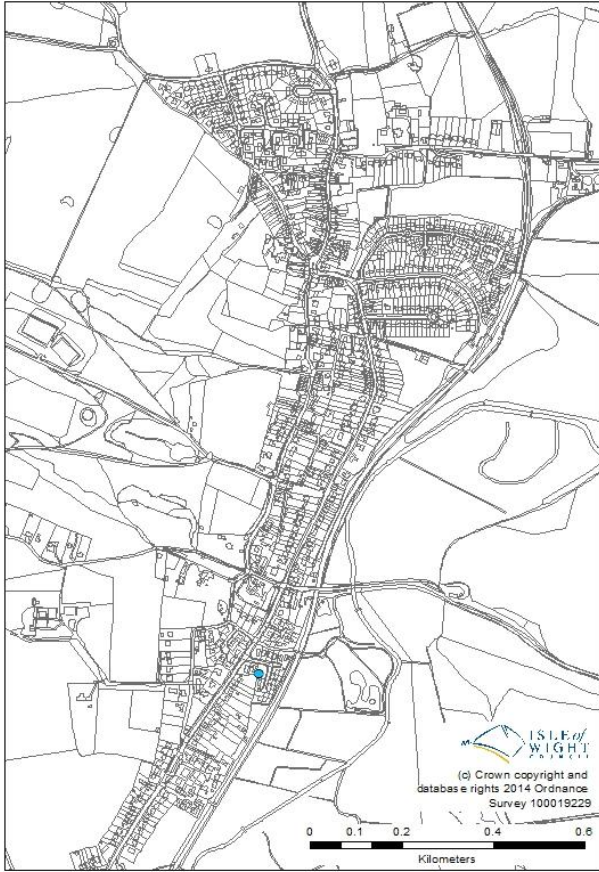 ISLE of
WIGHT
COUNCIL
(c) Crown copyright and
database rights 2014 Ordnance
Survey 100019229
0 0.1 0.2 0.4 0.6
Kilometers